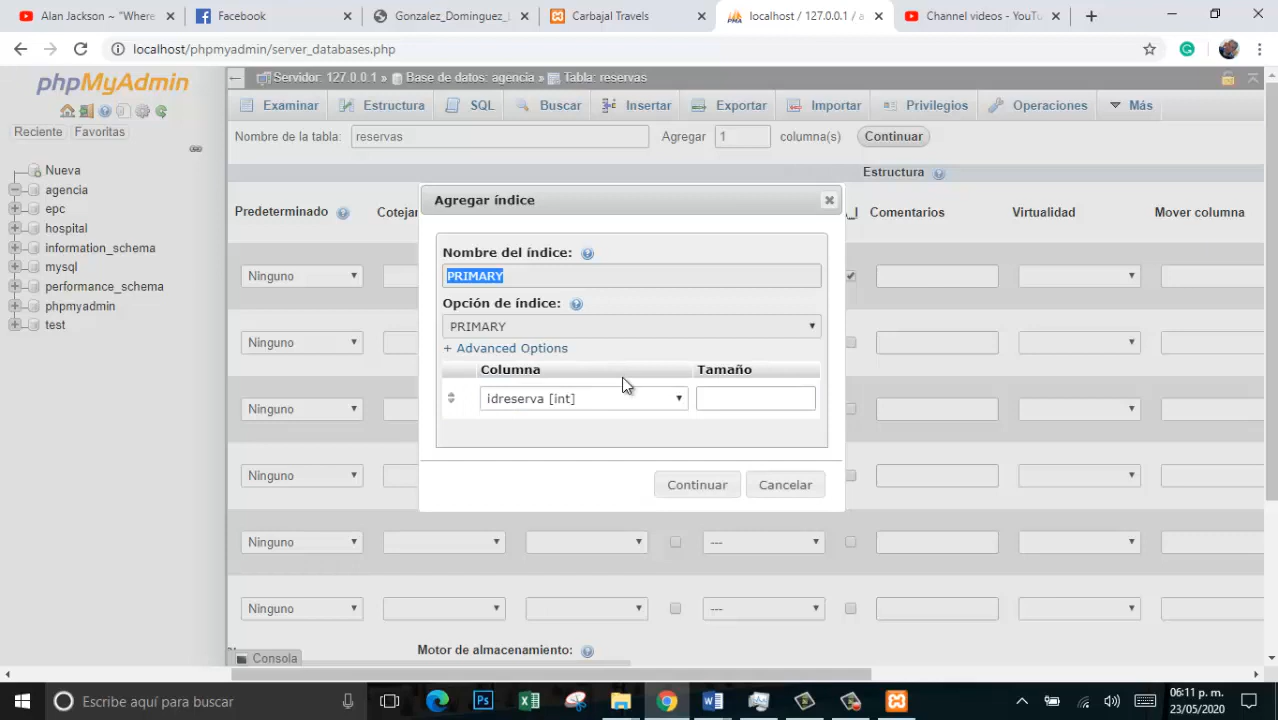 Alan Jackson ~ "Where
Facebook
Gonzalez_Dominguez_L
Carbajal Travels
localhost / 127.0.0.1 / a
Channel videos - YouTu
localhost/phpmyadmin/server_databases.php
phpMyAdmin
Reciente
Favoritas
Nueva
agencia
epc
hospital
information_schema
mysql
performance_schema
phpmyadmin
test
Servidor: 127.0.0.1 » Base de datos: agencia » Tabla: reservas
Examinar
Estructura
SQL
Buscar
Insertar
Exportar
Importar
Privilegios
Operaciones
Más
Nombre de la tabla: reservas Agregar 1 columna(s) Continuar
Estructura
Predeterminado
Comentarios
Virtualidad
Mover columna
Ninguno
Ninguno
Ninguno
Ninguno
Ninguno
---
Ninguno
---
Agregar índice
Nombre del índice:
PRIMARY
Opción de índice:
PRIMARY
+ Advanced Options
Columna Tamaño
idreserva [int]
Continuar
Cancelar
Motor de almacenamiento:
Consola
Escribe aquí para buscar
06:11 p. m.
23/05/2020